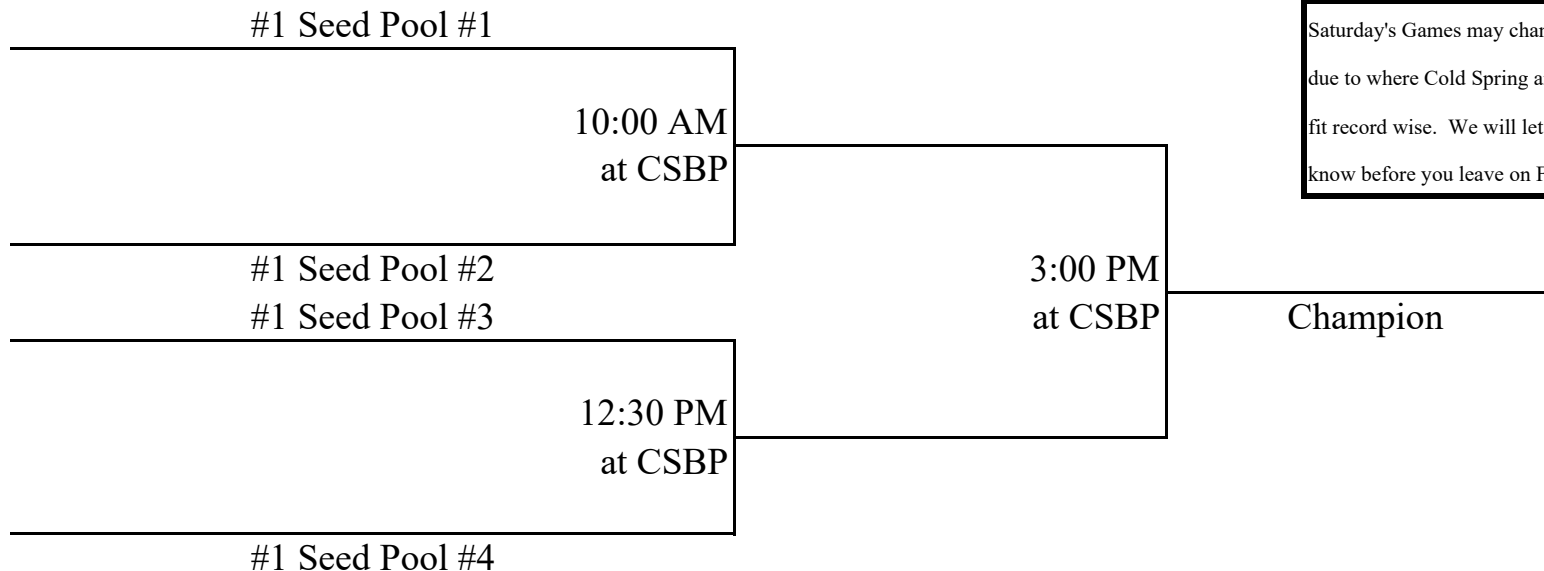 #1 Seed Pool #1
Saturday's Games may
due to where Cold Spring
fit record wise. We will let
know before you leave on
10:00 AM
at CSBP
#1 Seed Pool #2
3:00 PM
#1 Seed Pool #3
at CSBP
Champion
12:30 PM
at CSBP
#1 Seed Pool #4